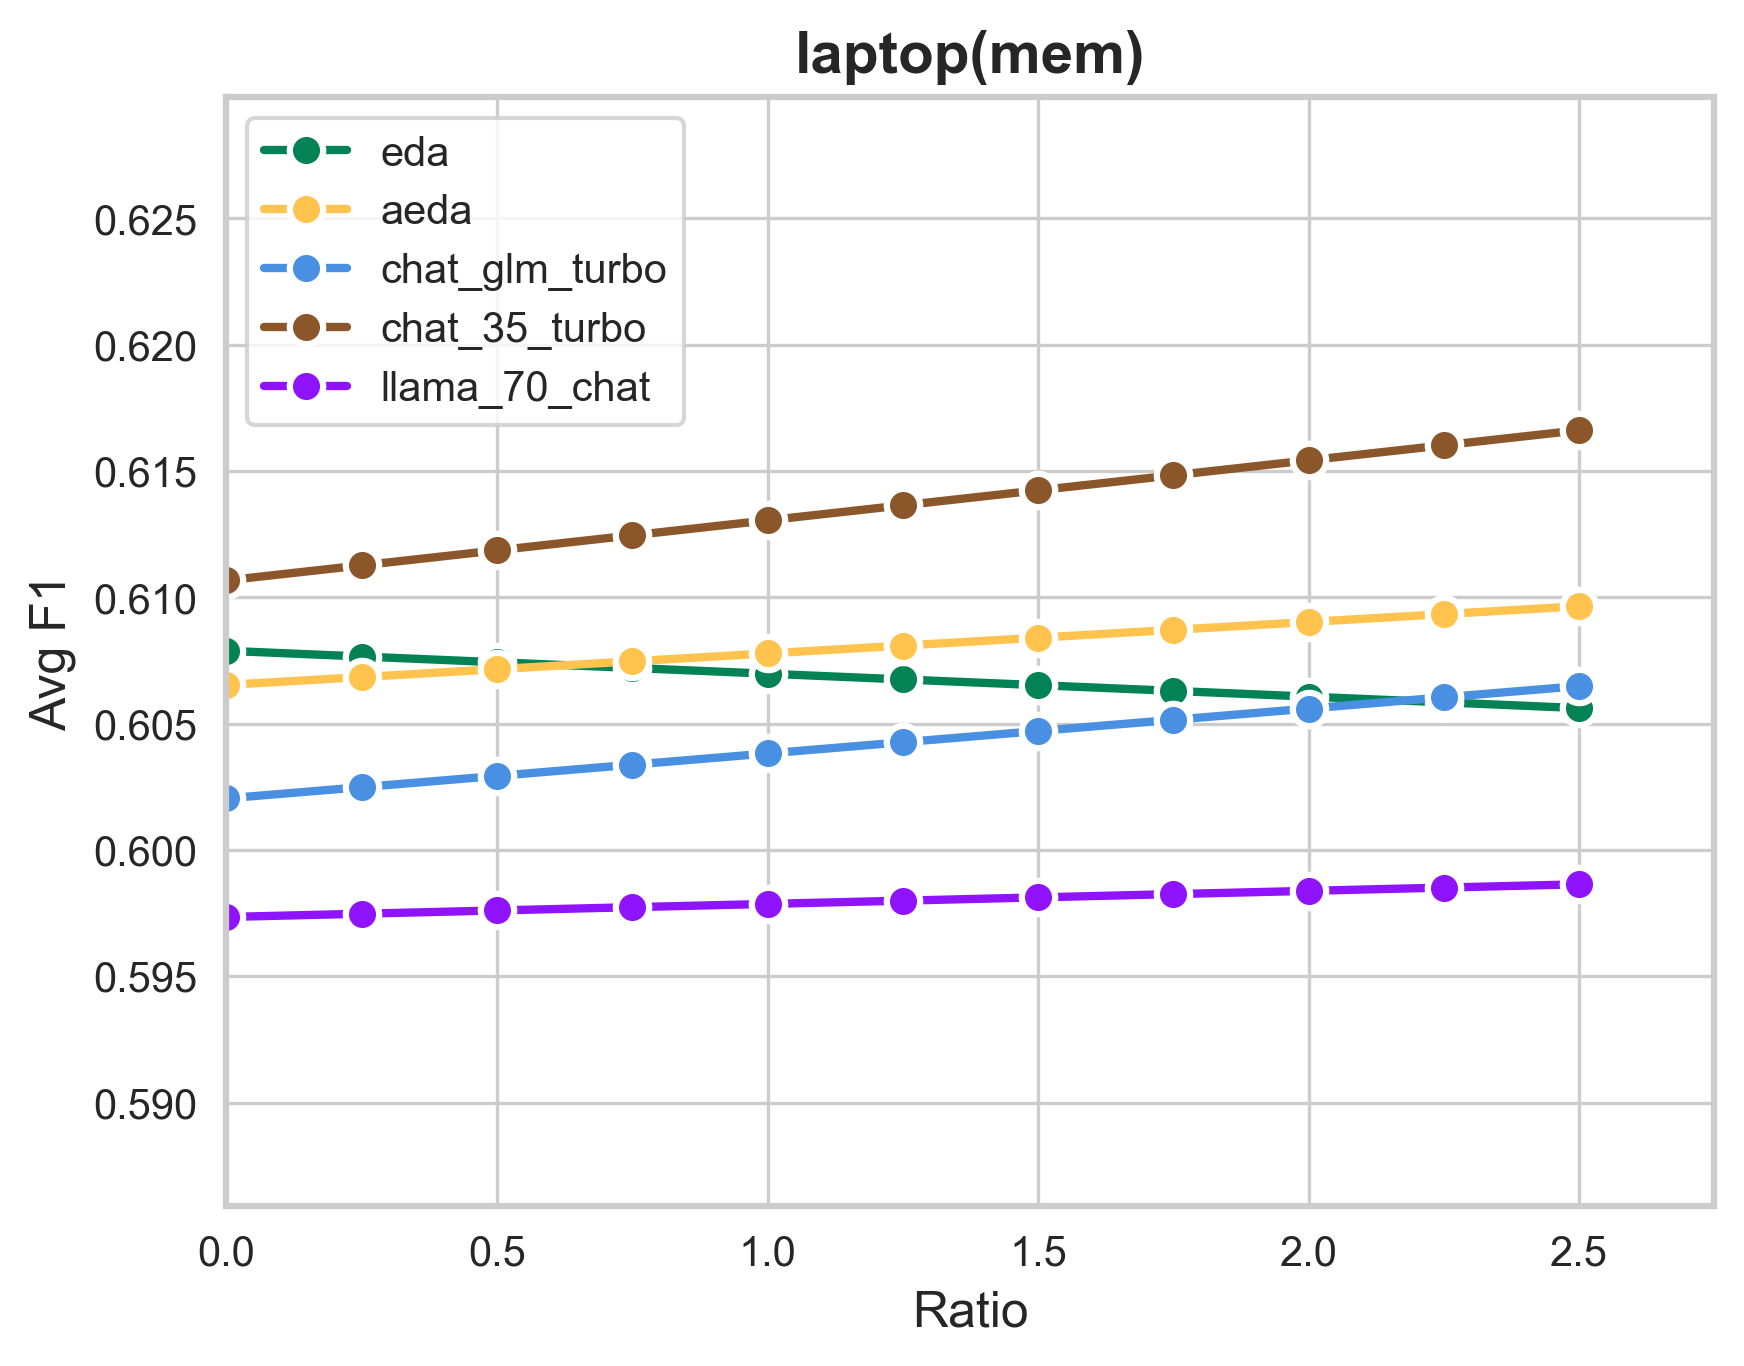 laptop(mem)
eda
aeda
chat_glm_turbo
chat_35_turbo
llama_70_chat
0.625
0.620
0.615
0.610
0.605
0.600
0.595
0.590
Avg F1
0.0 0.5 1.0 1.5 2.0 2.5
Ratio